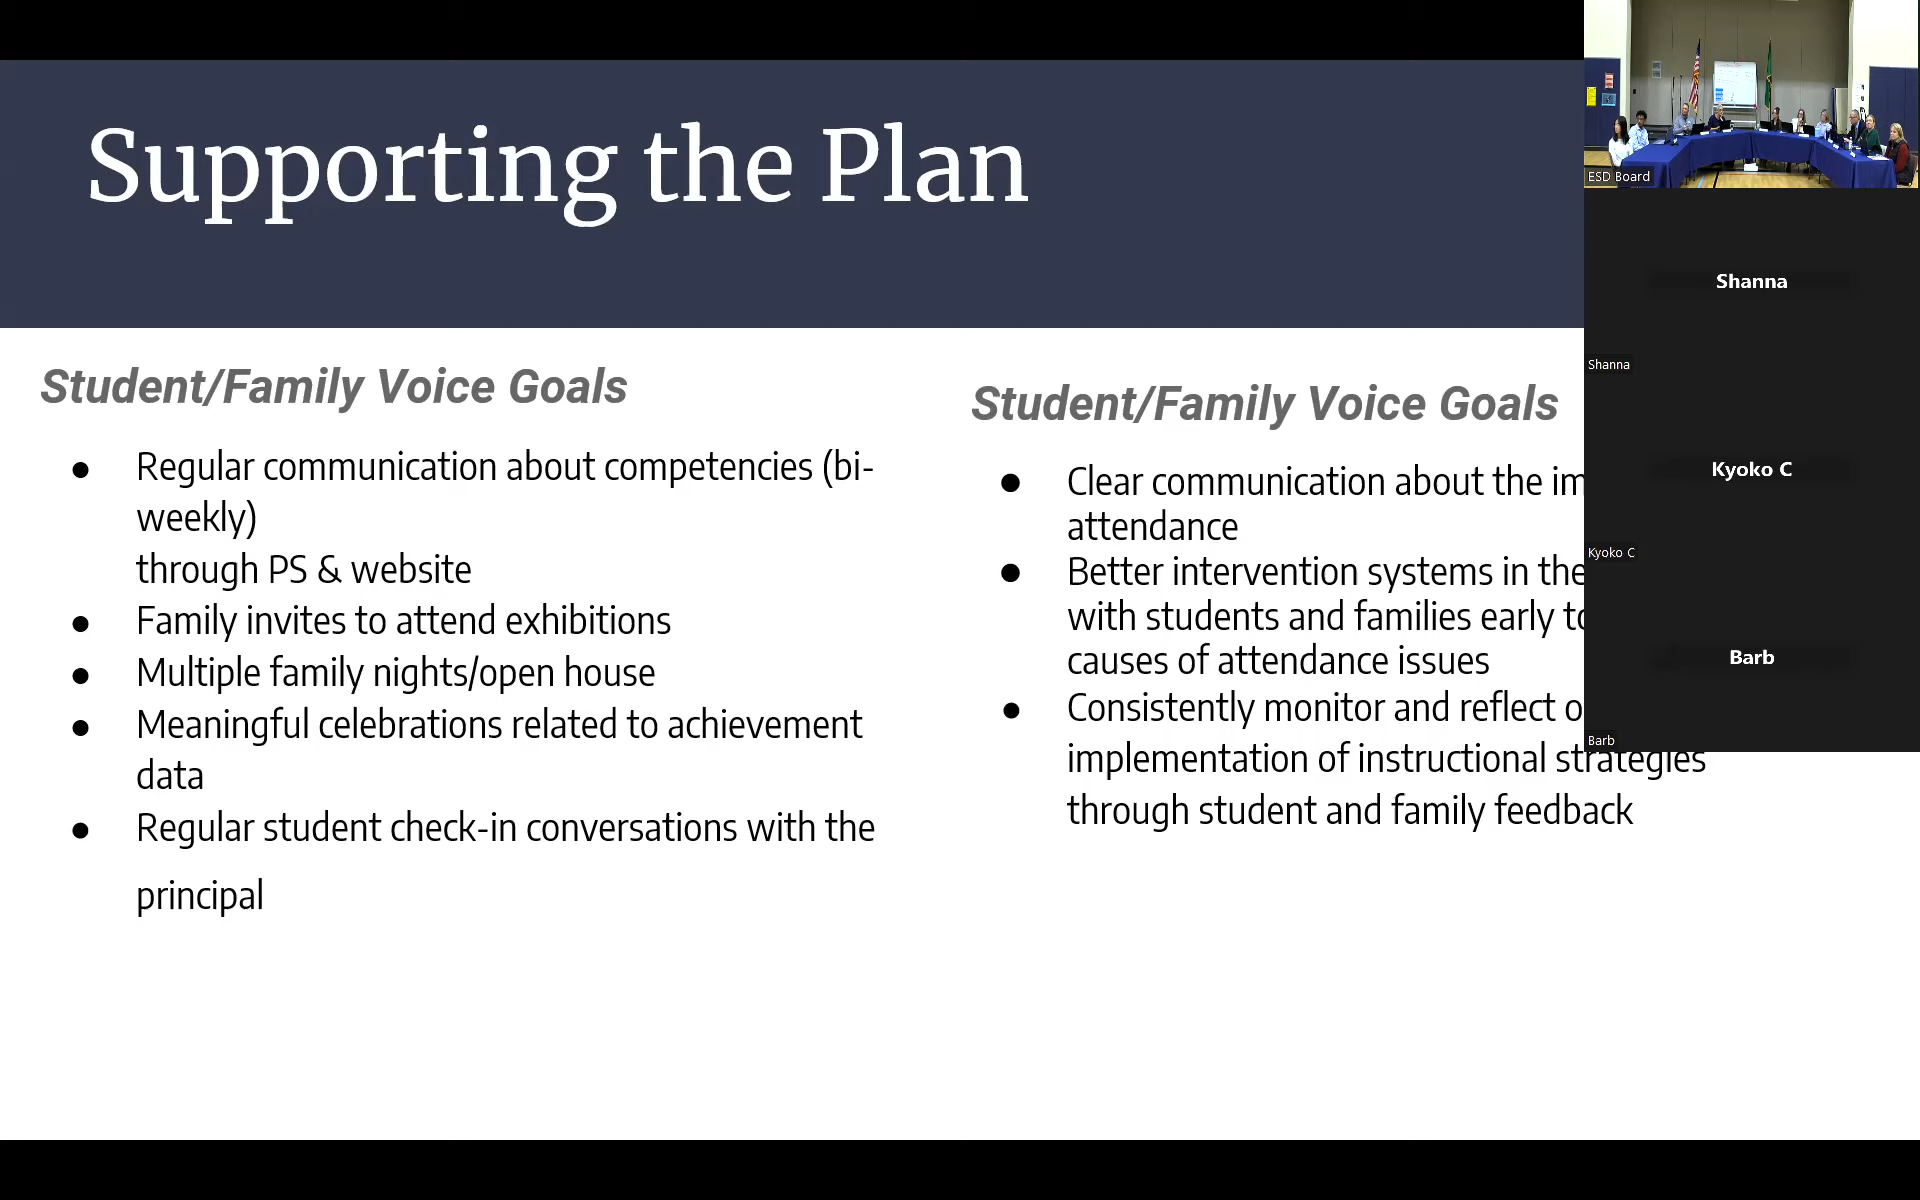 Supporting the Plan
Student/Family Voice Goals
● Regular communication about competencies (bi-
weekly)
through PS & website
● Family invites to attend exhibitions
● Multiple family nights/open house
● Meaningful celebrations related to achievement
data
● Regular student check-in conversations with the
principal
Student/Family Voice Goals
● Clear communication about the
attendance
● Better intervention systems in the
with students and families early
causes of attendance issues
● Consistently monitor and reflect
implementation of instructional strategies
through student and family feedback
ESD Board
Shanna
Shanna
Kyoko C
Kyoko C
Barb
Barb